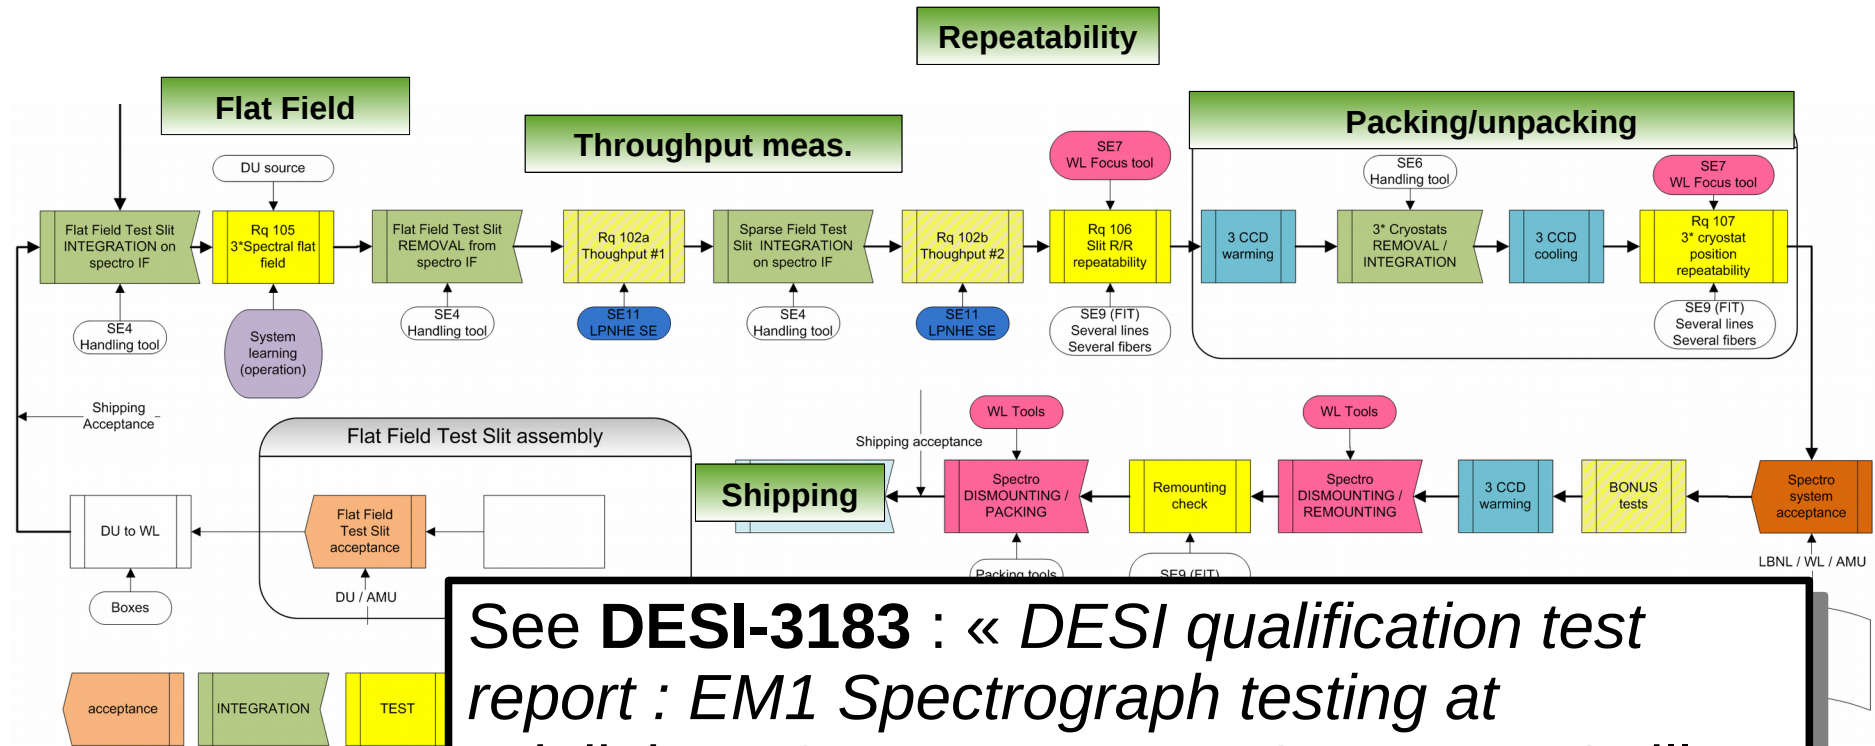 Repeatability
Flat Field
Throughput meas.
Packing/unpacking
DU source
SE7
WL Focus tool
SE6
Handling tool
SE7
WL Focus tool
Flat Field Test Slit
INTEGRATION on
spectro IF
Rq 105
3*Spectral flat
field
Flat Field Test Slit
REMOVAL from
spectro IF
Rq 102a
Thoughput #1
Sparse Field Test
Slit INTEGRATION
on spectro IF
Rq 102b
Thoughput #2
Rq 106
Slit R/R
repeatability
3 CCD
warming
3* Cryostats
REMOVAL /
INTEGRATION
3 CCD
cooling
Rq 107
3* cryostat
position
repeatability
SE4
Handling tool
System
learning
(operation)
SE4
Handling tool
SE11
LPNHE SE
SE4
Handling tool
SE11
LPNHE SE
SE9 (FIT)
Several lines
Several fibers
SE9 (FIT)
Several lines
Several fibers
Shipping
Acceptance
Flat Field Test Slit assembly
Shipping acceptance
WL Tools
WL Tools
DU to WL
Flat Field
Test Slit
acceptance
Shipping
Spectro
DISMOUNTING /
PACKING
Remounting
check
Spectro
DISMOUNTING /
REMOUNTING
3 CCD
warming
BONUS
tests
Spectro
system
acceptance
Boxes
DU / AMU
Packing tools
SE9 (FIT)
LBNL / WL / AMU
acceptance
INTEGRATION
TEST
See DESI-3183 : « DESI qualification test
report : EM1 Spectrograph testing at